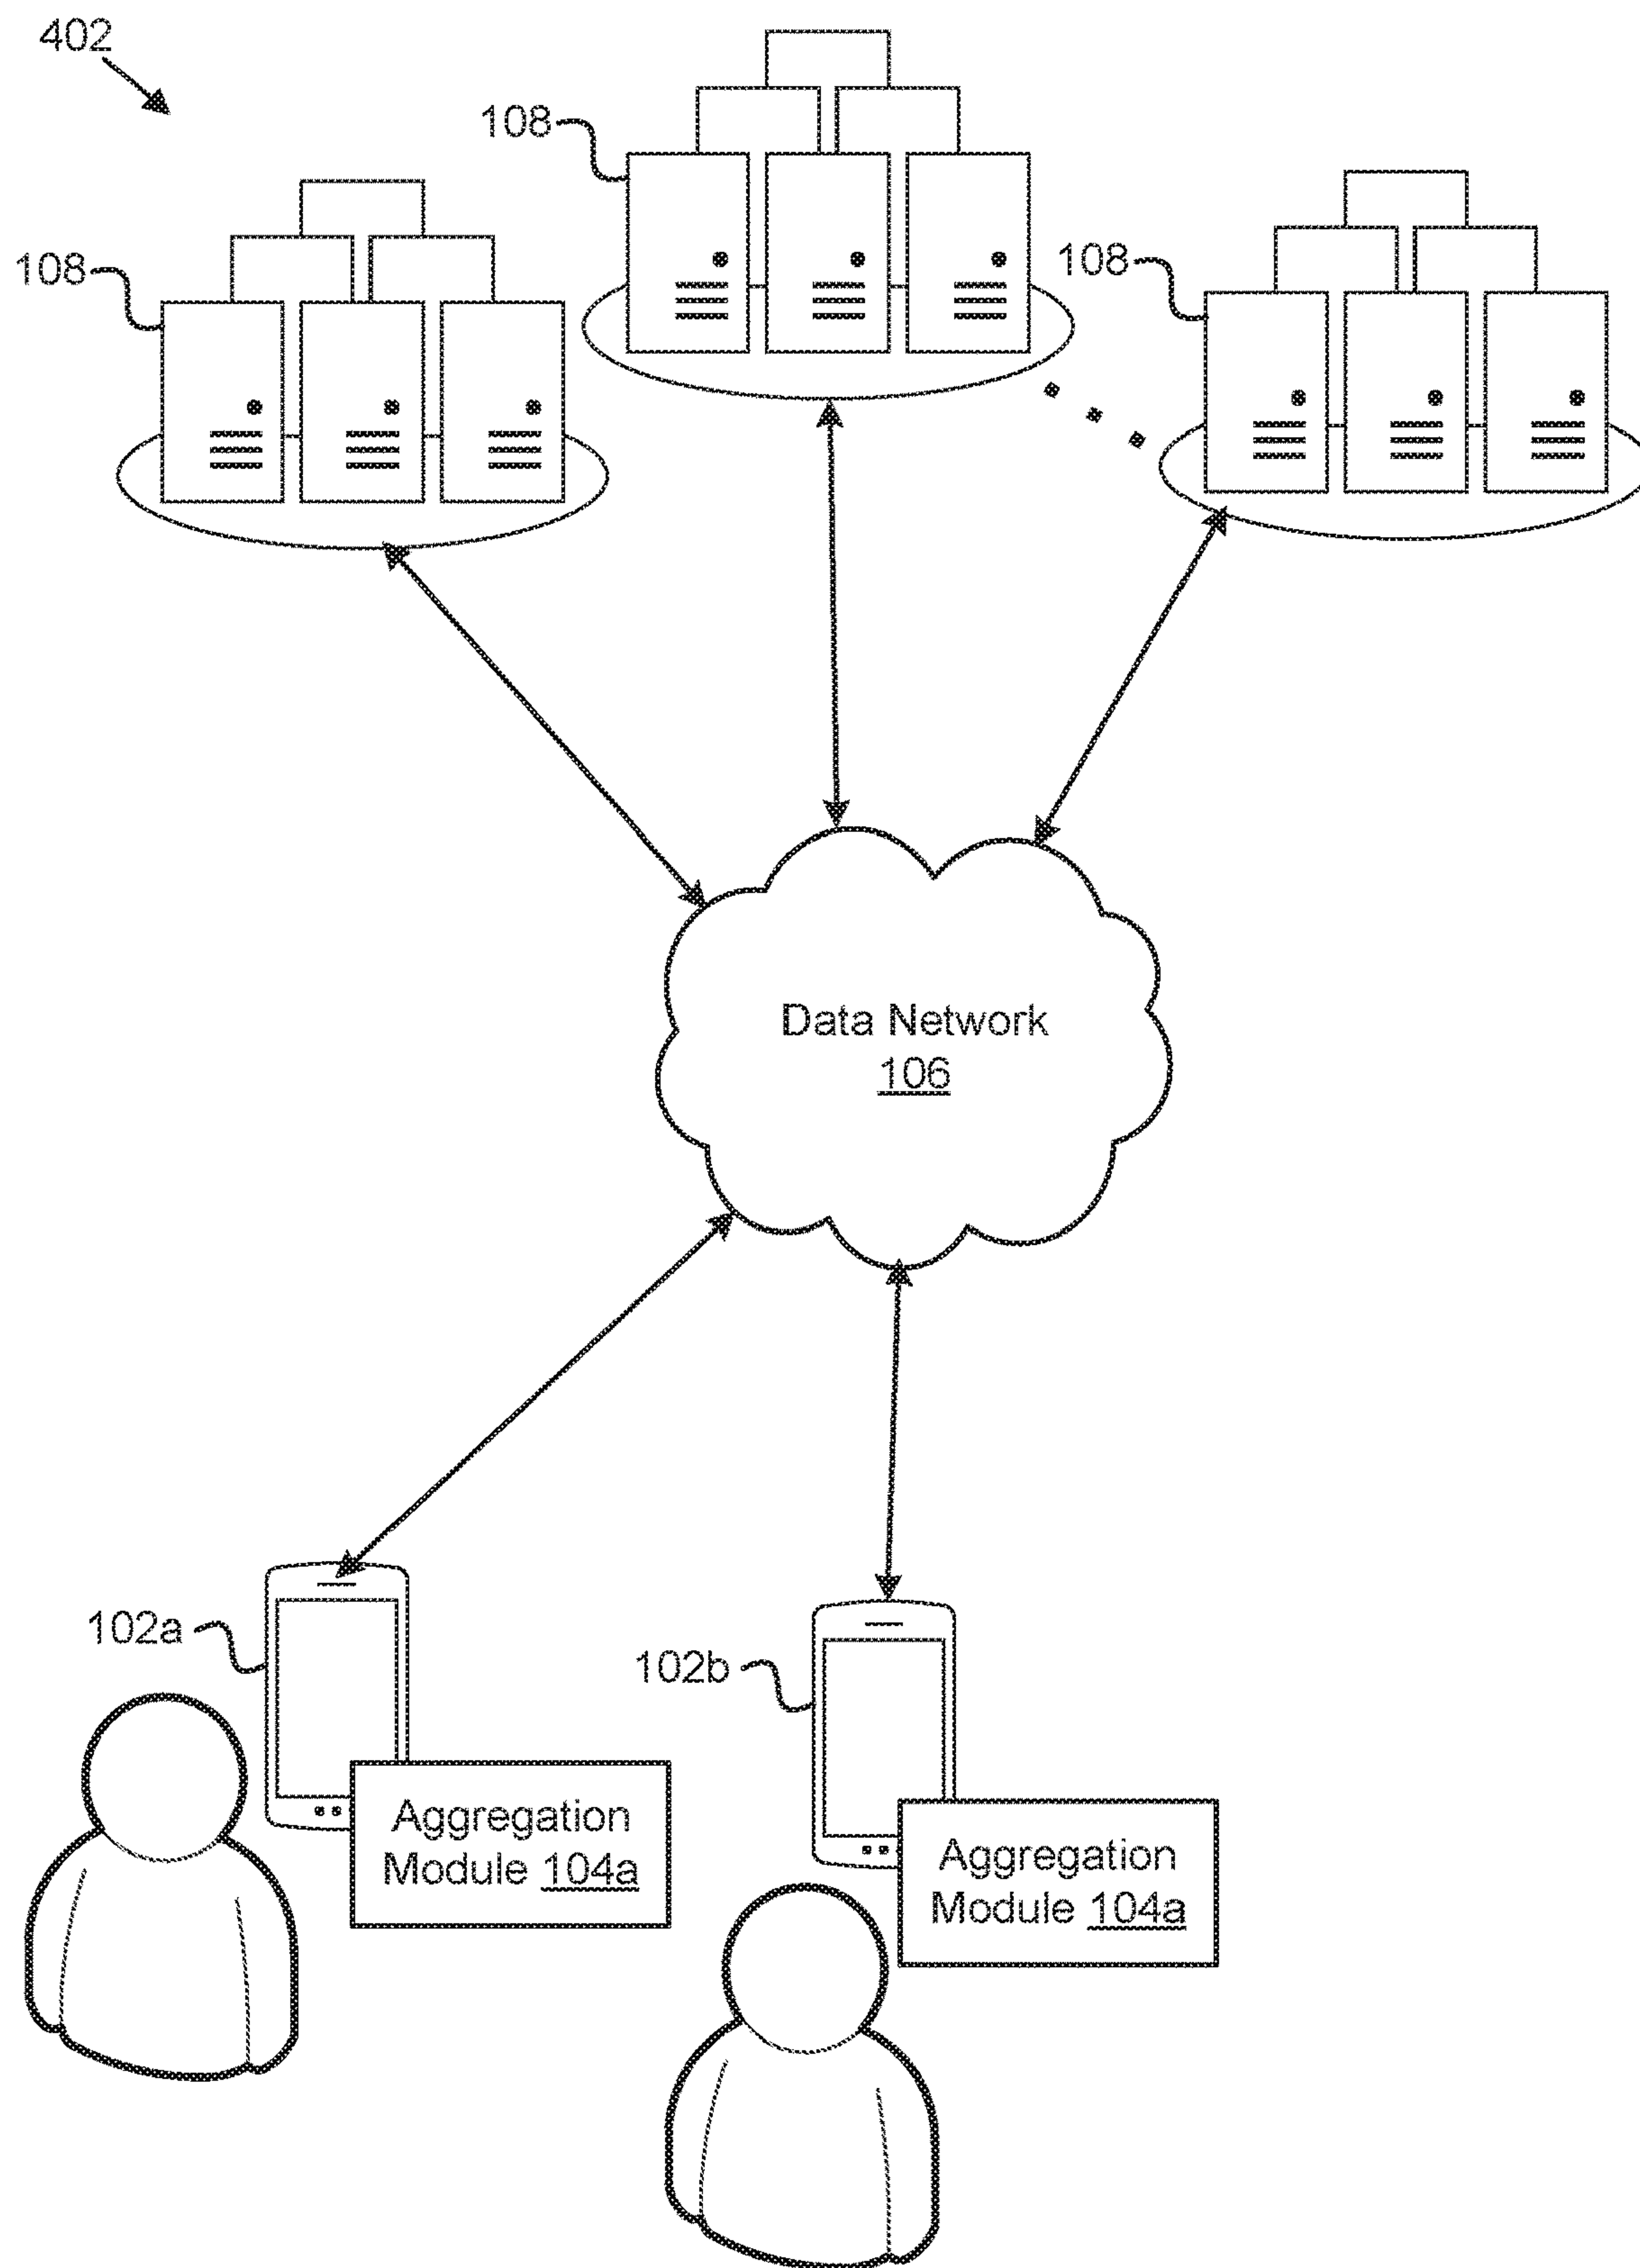 402
108
108
108
Data Network
106
102a
102b
Aggregation
Module 104a
Aggregation
Module 104a